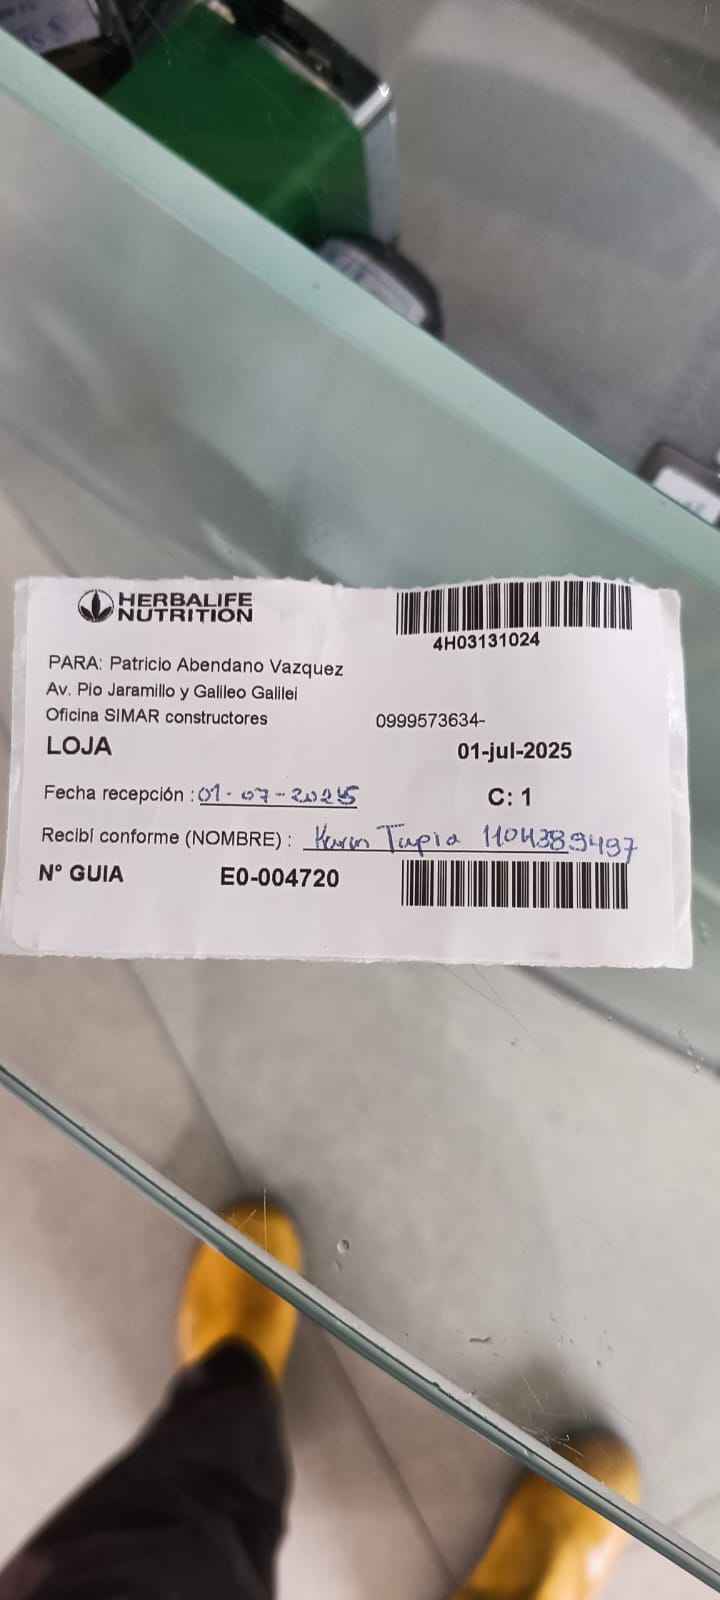 HERBALIFE
NUTRITION
4H03131024
PARA: Patricio Abendano Vazquez
Av. Pio Jaramillo y Galileo Galilei
Oficina SIMAR constructores 0999573634-
LOJA 01-jul-2025
Fecha recepción : 01-07-2025 C: 1
Recibí conforme (NOMBRE) : Karen Tapia 1104389497
N° GUIA E0-004720